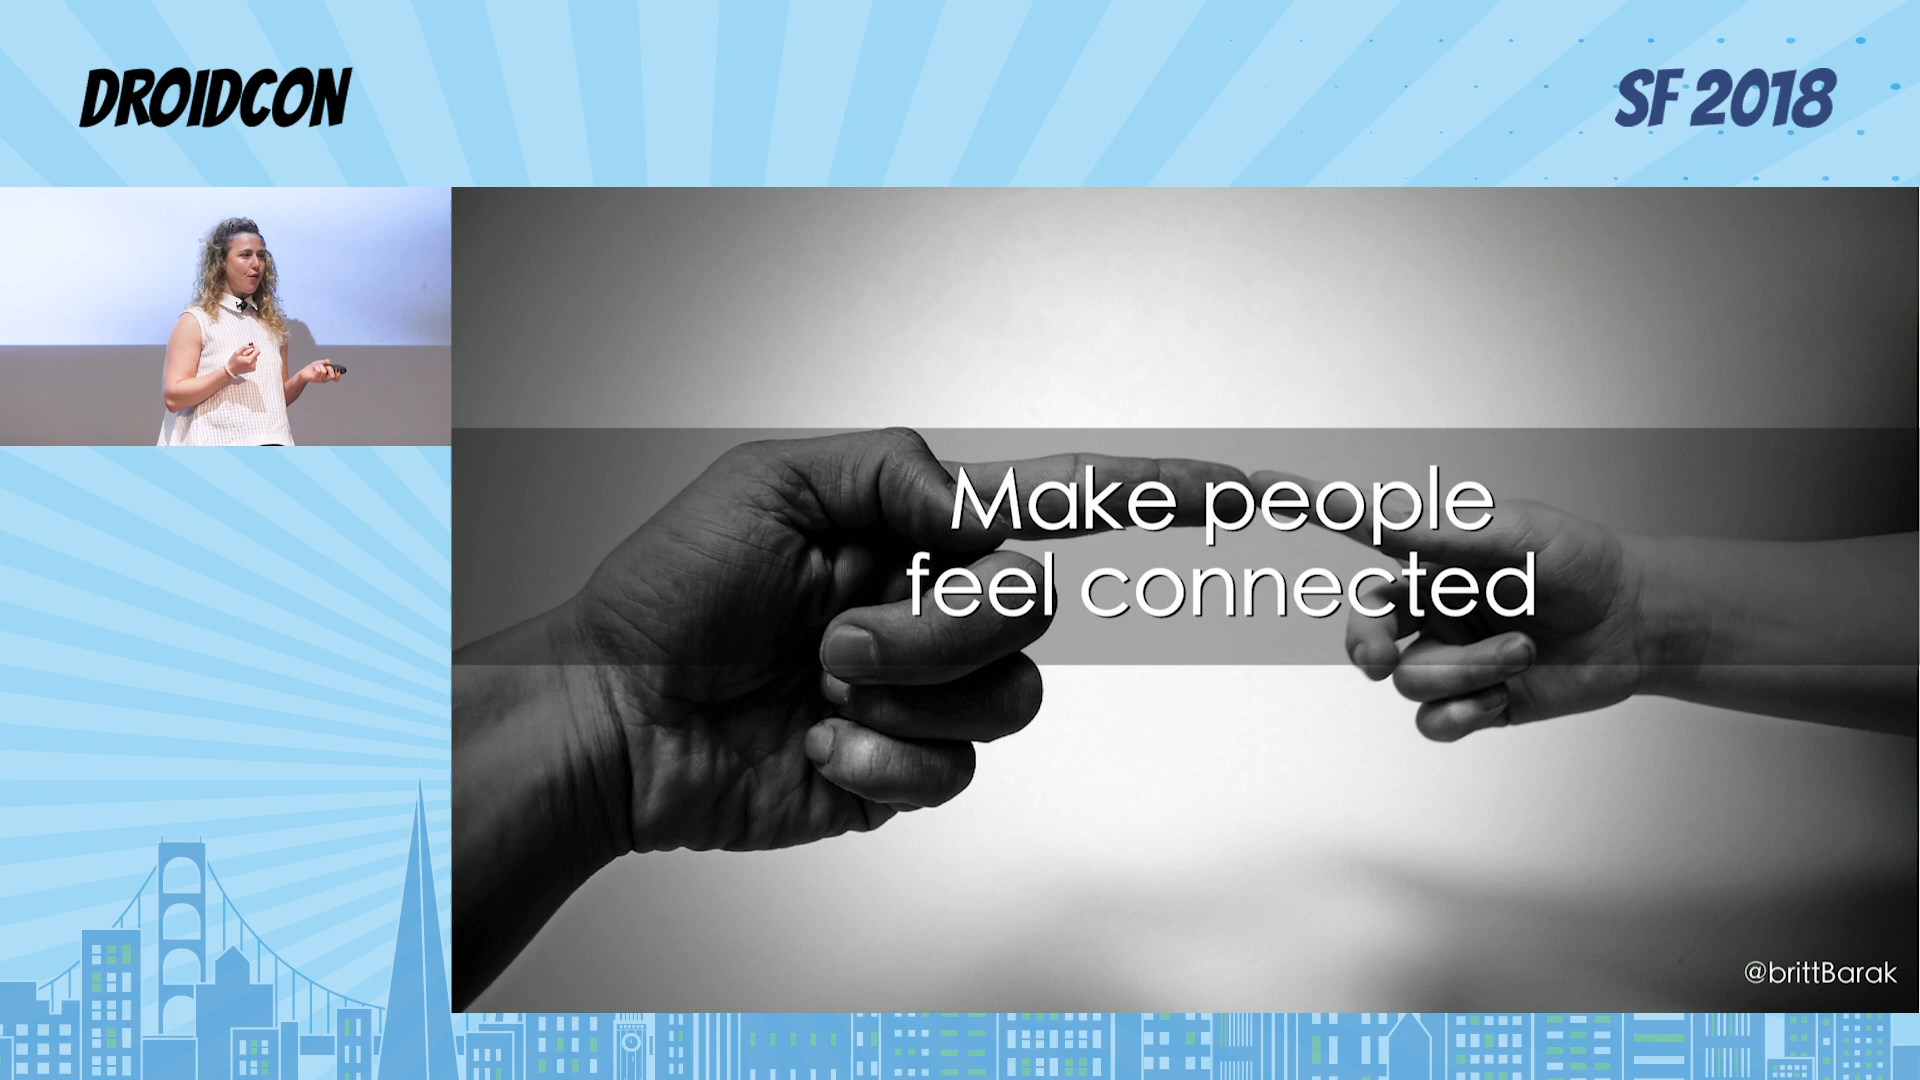 DROIDCON
SF 2018
Make people
feel connected
@brittBarak